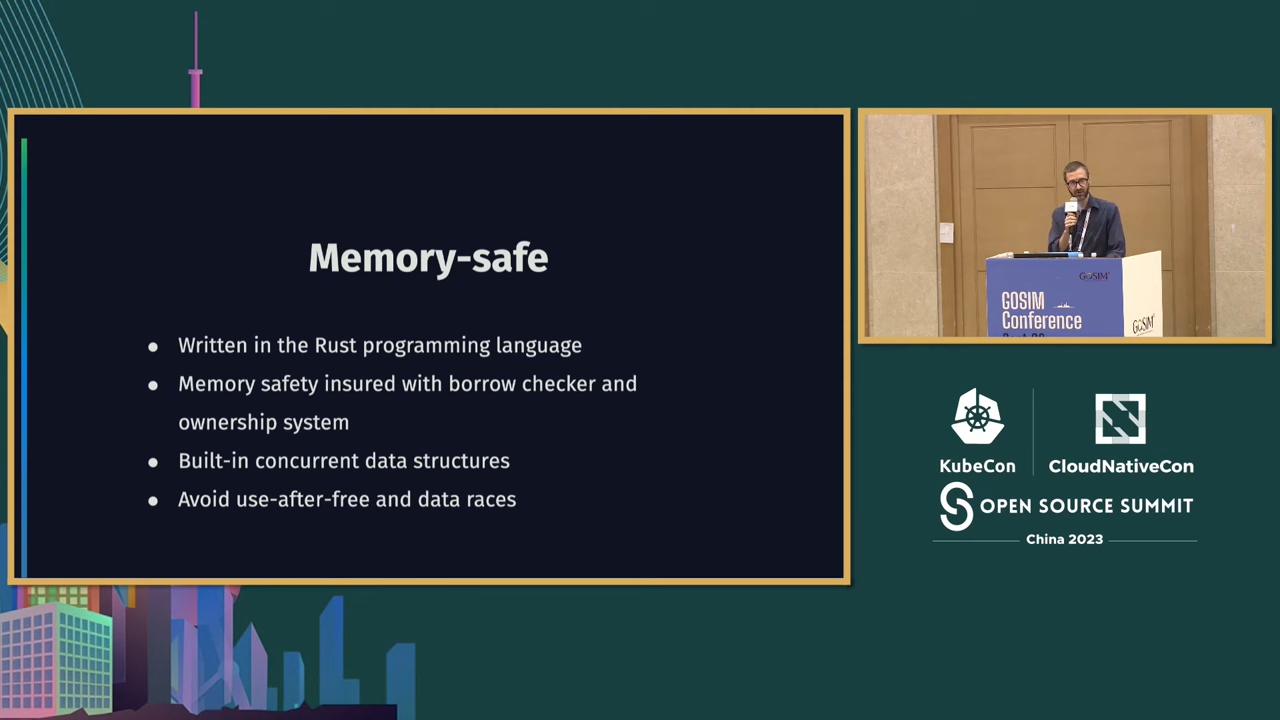 Memory-safe
Written in the Rust programming language
Memory safety insured with borrow checker and
ownership system
Built-in concurrent data structures
Avoid use-after-free and data races
GOSIM
GOSIM
Conference
GOSIM
KubeCon
CloudNativeCon
OPEN SOURCE SUMMIT
China 2023